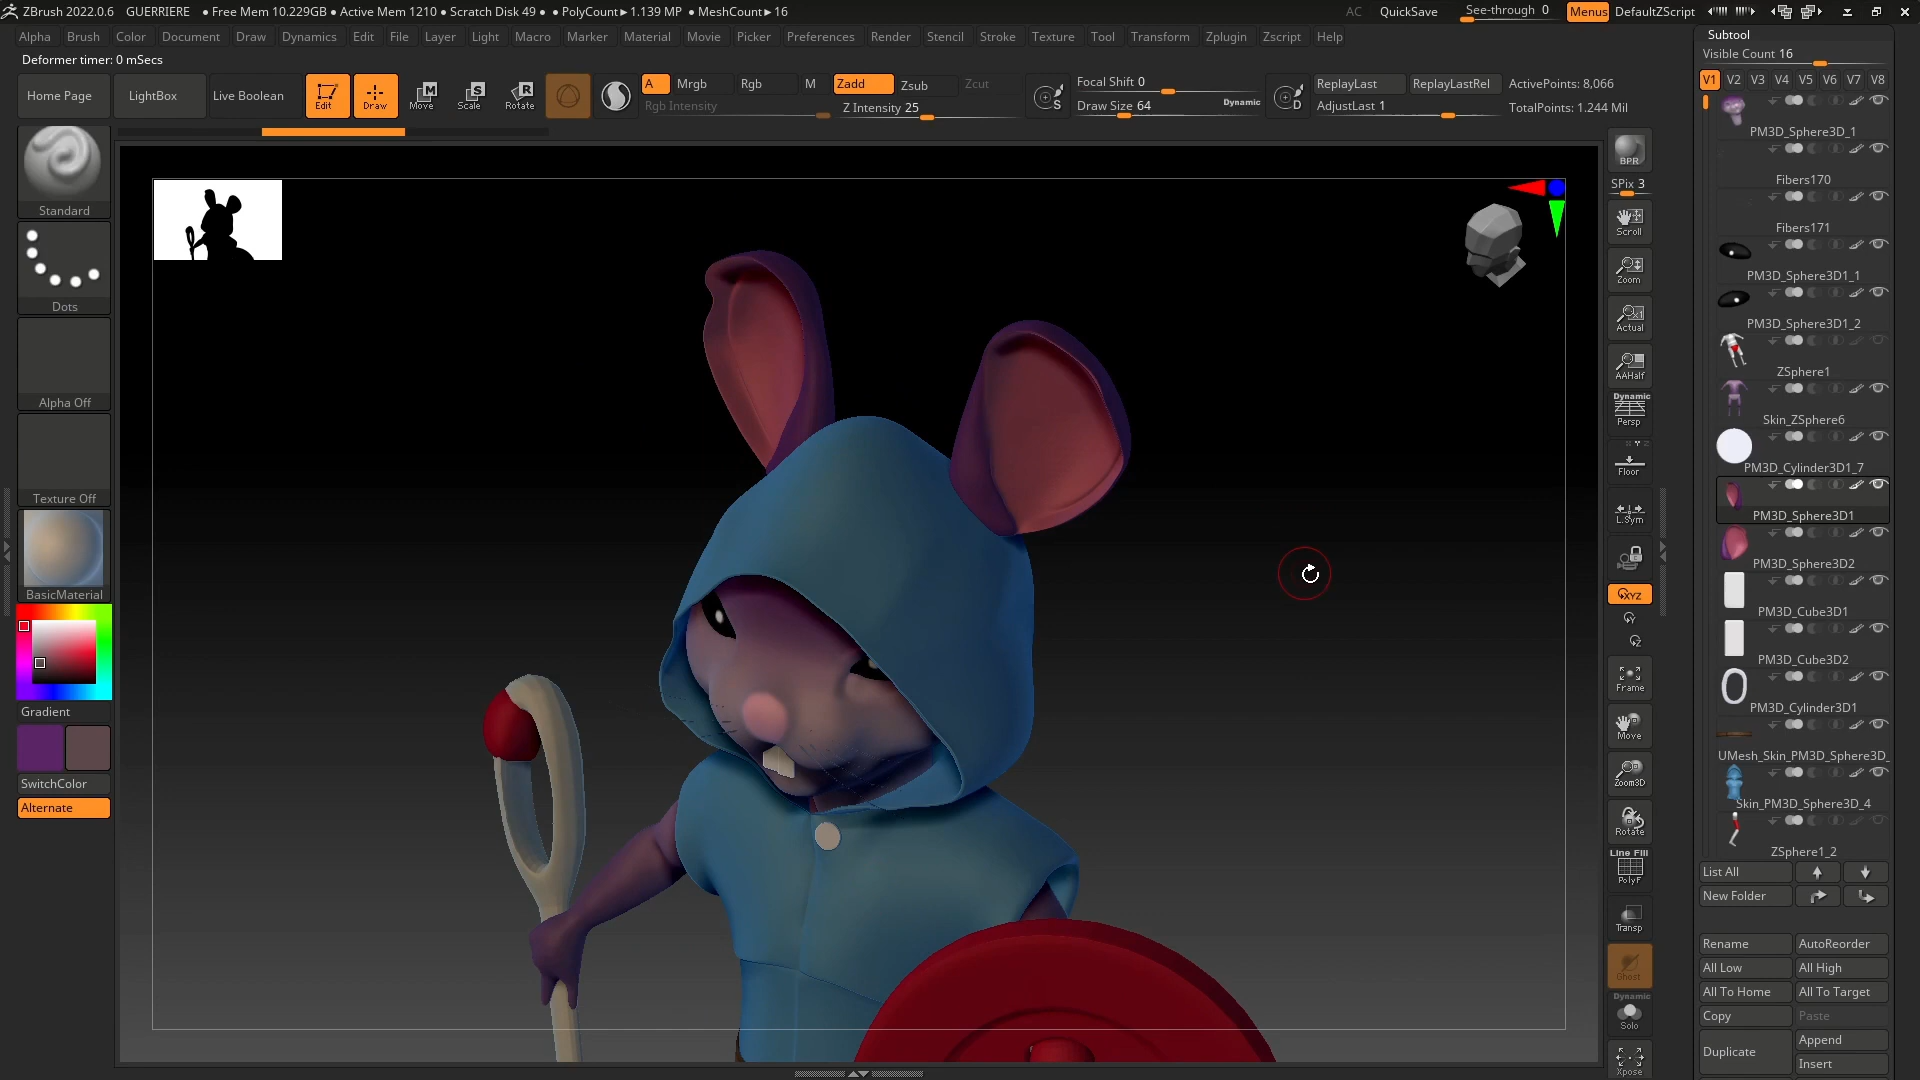 ZBrush 2022.0.6 GUERRIERE ● Free Mem 10.229GB ● Active Mem 1210 ● Scratch Disk 49 ● ● PolyCount► 1.139 MP ● MeshCount► 16 AC QuickSave See-through 0 Menus DefaultZScript
Alpha Brush Color Document Draw Dynamics Edit File Layer Light Macro Marker Material Movie Picker Preferences Render Stencil Stroke Texture Tool Transform Zplugin Zscript Help
Deformer timer: 0 mSecs
Home Page LightBox Live Boolean Edit Draw Move Scale Rotate
A Mrgb Rgb M Zadd Zsub Zcut
Rgb Intensity Z Intensity 25
Focal Shift 0
Draw Size 64 Dynamic
S
D
ReplayLast ReplayLastRel ActivePoints: 8,066
AdjustLast 1 TotalPoints: 1.244 Mil
Standard
Dots
Alpha Off
Texture Off
BasicMaterial
Gradient
SwitchColor
Alternate
BPR
SPix 3
Scroll
Zoom
Actual
AAHalf
Dynamic
Persp
Floor
L.Sym
XYZ
Y
Z
Frame
Move
Zoom3D
Rotate
Line Fill
PolyF
Transp
Ghost
Dynamic
Solo
Xpose
Subtool
Visible Count 16
V1 V2 V3 V4 V5 V6 V7 V8
PM3D_Sphere3D_1
Fibers170
Fibers171
PM3D_Sphere3D1_1
PM3D_Sphere3D1_2
ZSphere1
Skin_ZSphere6
PM3D_Cylinder3D1_7
PM3D_Sphere3D1
PM3D_Sphere3D2
PM3D_Cube3D1
PM3D_Cube3D2
PM3D_Cylinder3D1
UMesh_Skin_PM3D_Sphere3D_
Skin_PM3D_Sphere3D_4
ZSphere1_2
List All
New Folder
Rename AutoReorder
All Low All High
All To Home All To Target
Copy Paste
Duplicate Append
Insert